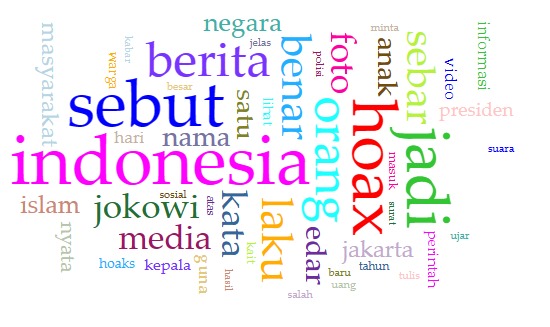 negara
minta
jelas
masyarakat
kabar
warga
berita
besar
sebut
satu
lihat
benar
polisi
foto
anak
sebar
video
informasi
presiden
suara
hari
nama
indonesia
orang
hoax
masuk
surat
jadi
islam
jokowi
sosial
atas
kata
kait
laku
edar
jakarta
perintah
ujar
nyata
media
hoaks
kepala
guna
hasil
baru
tahun
tulis
uang
salah